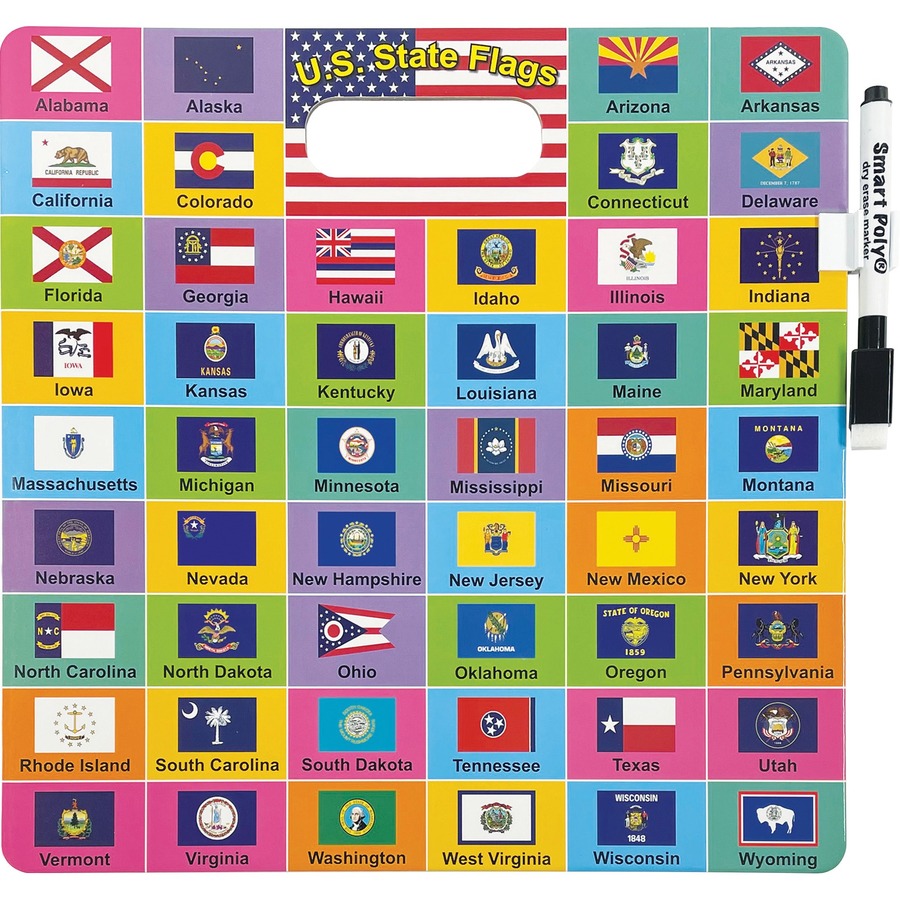 U.S. State Flags
Alabama
Alaska
Arizona
ARKANSAS
Arkansas
CALIFORNIA REPUBLIC
California
Colorado
Connecticut
DECEMBER 7, 1787
Delaware
Smart Poly®
dry erase marker
Florida
Georgia
Hawaii
Idaho
ILLINOIS
Illinois
Indiana
IOWA
Iowa
KANSAS
Kansas
Kentucky
Louisiana
Maine
Maryland
Massachusetts
Michigan
Minnesota
Mississippi
Missouri
MONTANA
Montana
Nebraska
Nevada
New Hampshire
New Jersey
New Mexico
New York
N C
North Carolina
North Dakota
Ohio
OKLAHOMA
Oklahoma
STATE OF OREGON
1859
Oregon
Pennsylvania
Rhode Island
South Carolina
South Dakota
Tennessee
Texas
Utah
Vermont
Virginia
Washington
West Virginia
WISCONSIN
1848
Wisconsin
Wyoming